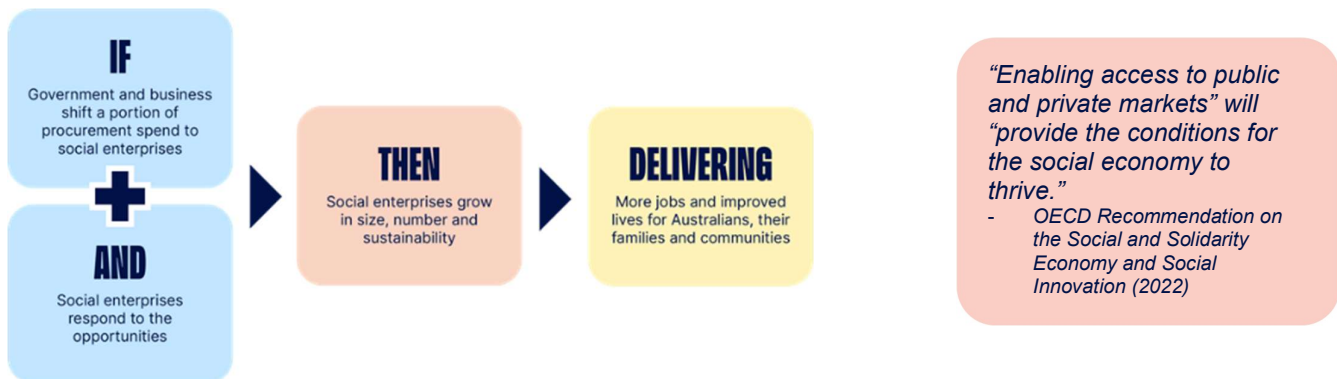 IF
Government and business
shift a portion of
procurement spend to
social enterprises
AND
Social enterprises
respond to the
opportunities
THEN
Social enterprises grow
in size, number and
sustainability
DELIVERING
More jobs and improved
lives for Australians, their
families and communities
“Enabling access to public
and private markets” will
“provide the conditions for
the social economy to
thrive.”
- OECD Recommendation on
the Social and Solidarity
Economy and Social
Innovation (2022)